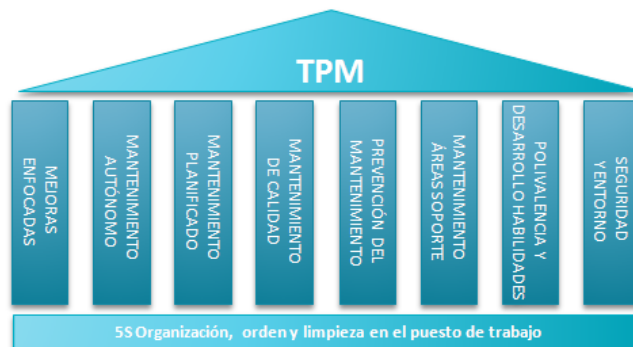 TPM
MEJORAS
ENFOCADAS
MANTENIMIENTO
AUTÓNOMO
MANTENIMIENTO
PLANIFICADO
MANTENIMIENTO
DE CALIDAD
PREVENCIÓN DEL
MANTENIMIENTO
MANTENIMIENTO
ÁREAS SOPORTE
POLIVALENCIA Y
DESARROLLO HABILIDADES
SEGURIDAD
Y ENTORNO
5S Organización, orden y limpieza en el puesto de trabajo